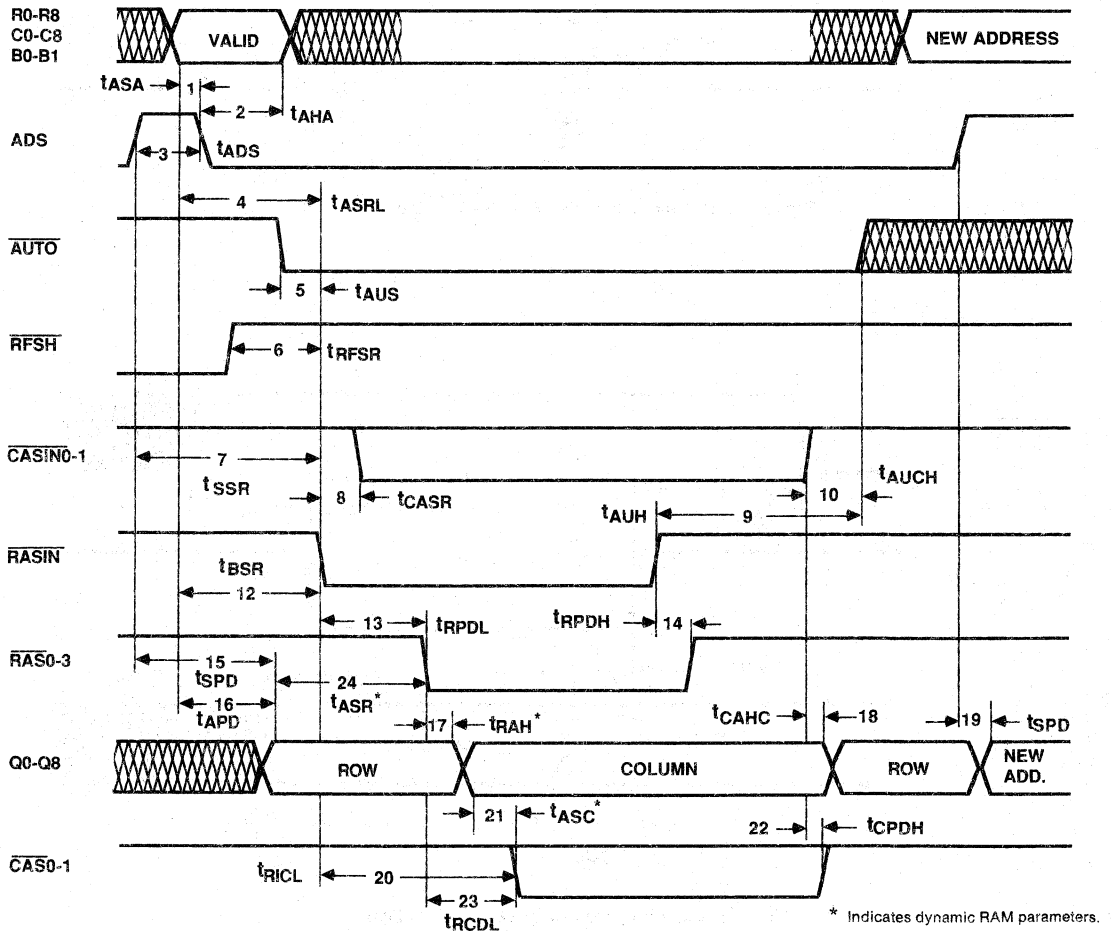 R0-R8
C0-C8
B0-B1
VALID
NEW ADDRESS
tASA
1
2
tAHA
ADS
3
tADS
4
tASRL
AUTO
5
tAUS
RFSH
6
tRFSR
CASIN0-1
7
tSSR
8
tCASR
10
tAUCH
tAUH
9
RASIN
tBSR
12
13
tRPDL
tRPDH
14
RAS0-3
15
tSPD
24
16
tASR*
tAPD
17
tRAH*
tCAHC
18
19
tSPD
Q0-Q8
ROW
COLUMN
ROW
NEW
ADD.
21
tASC*
22
tCPDH
CAS0-1
tRICL
20
23
tRCDL
* Indicates dynamic RAM parameters.